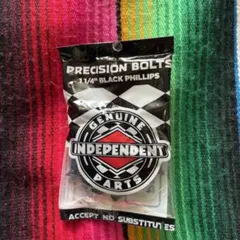 PRECISION BOLTS
1 1/4" BLACK PHILLIPS
GENUINE
INDEPENDENT
PARTS
ACCEPT NO SUBSTITUTES